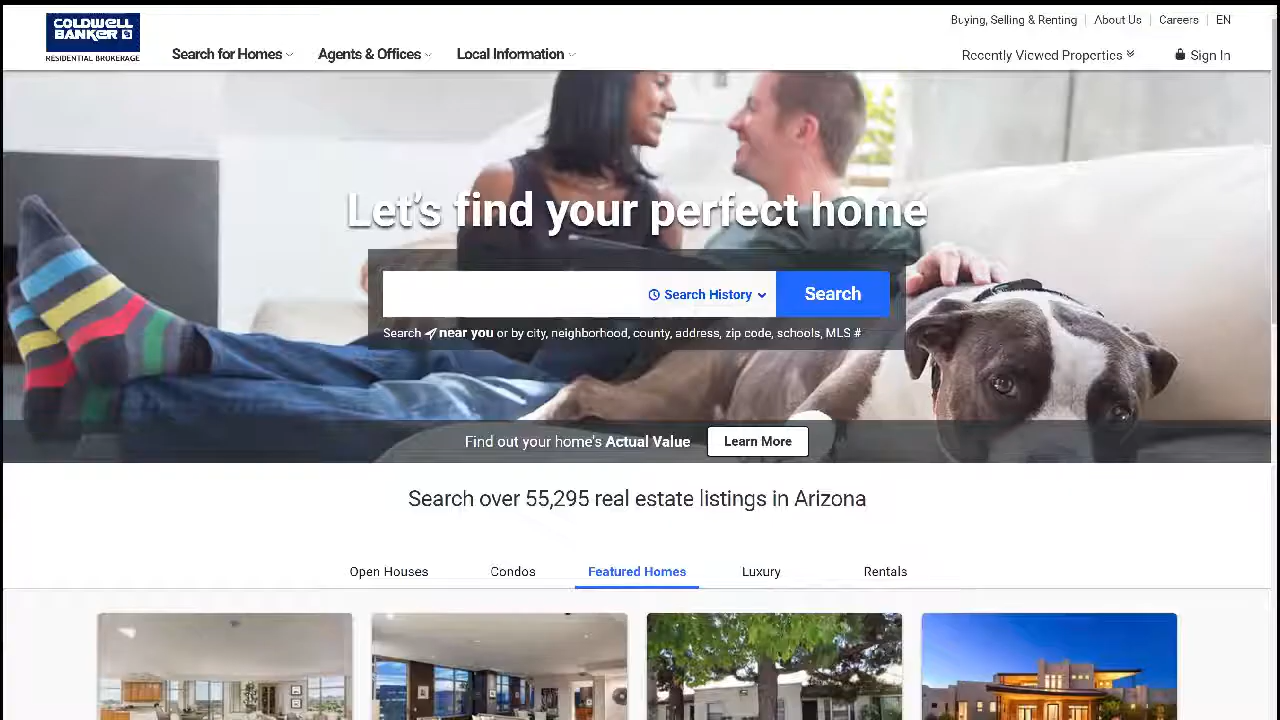 COLDWELL
BANKER
RESIDENTIAL BROKERAGE
Buying, Selling & Renting
About Us
Careers
EN
Search for Homes
Agents & Offices
Local Information
Recently Viewed Properties
Sign In
Let's find your perfect home
Search History
Search
Search near you or by city, neighborhood, county, address, zip code, schools, MLS #
Find out your home's Actual Value
Learn More
Search over 55,295 real estate listings in Arizona
Open Houses
Condos
Featured Homes
Luxury
Rentals